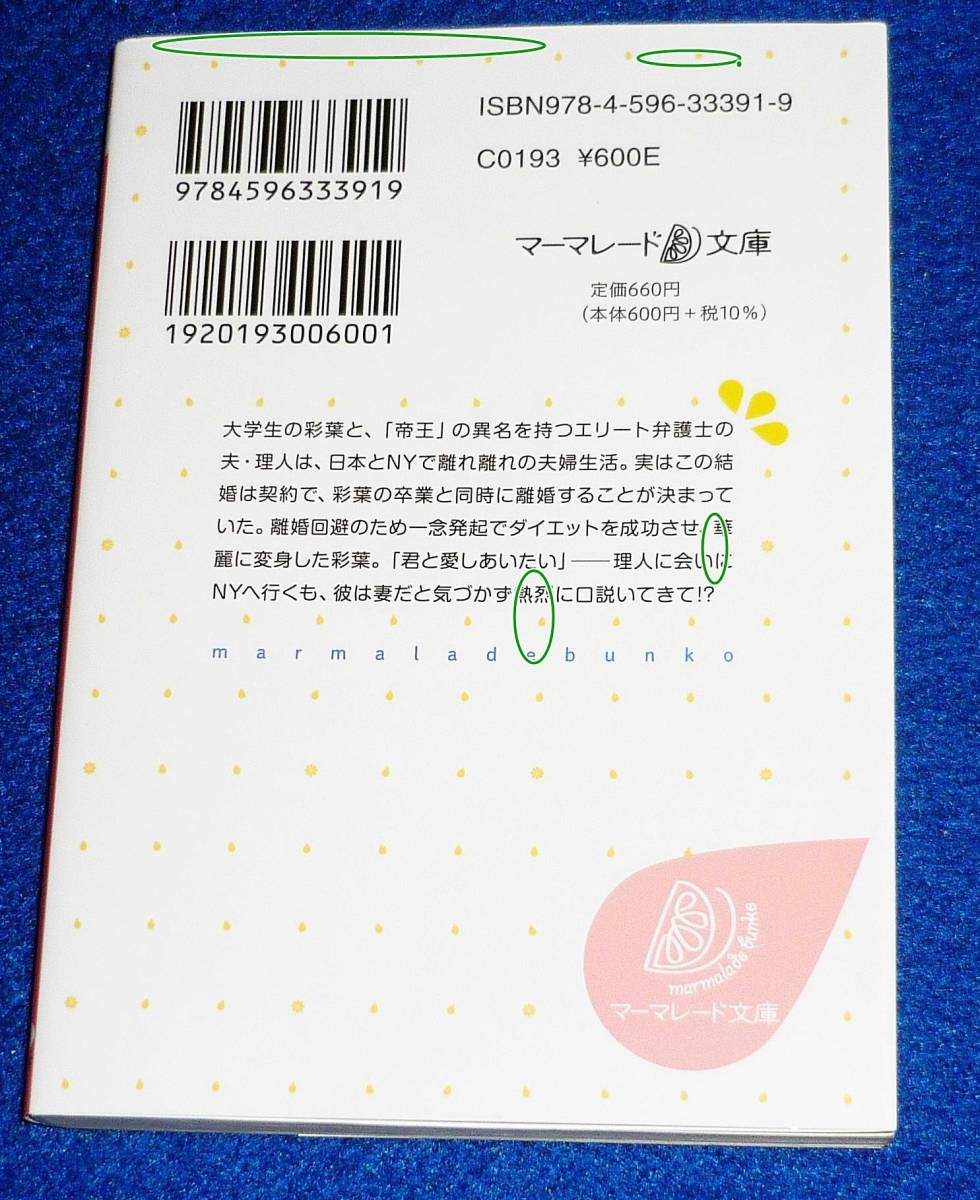 ISBN978-4-596-33391-9
C0193 ¥600E
9784596333919
1920193006001
マーマレード文庫
定価660円
(本体600円+税10%)
大学生の彩葉と、「帝王」の異名を持つエリート弁護士の
夫・理人は、日本とNYで離れ離れの夫婦生活。実はこの結
婚は契約で、彩葉の卒業と同時に離婚することが決まって
いた。離婚回避のため一念発起でダイエットを成功させ、華
麗に変身した彩葉。「君と愛しあいたい」――理人に会いに
NYへ行くも、彼は妻だと気づかず熱烈に口説いてきて!?
marmaladebunko
marmalade bunko
マーマレード文庫